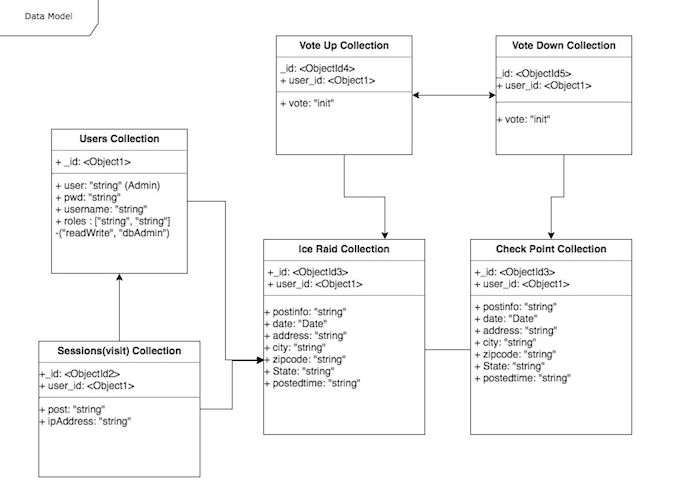 Data Model
Vote Up Collection
_id: <ObjectId4>
+ user_id: <Object1>
+ vote: "init"
Vote Down Collection
_id: <ObjectId5>
+ user_id: <Object1>
+ vote: "init"
Users Collection
+ _id: <Object1>
+ user: "string" (Admin)
+ pwd: "string"
+ username: "string"
+ roles : ["string", "string"]
-("readWrite", "dbAdmin")
Ice Raid Collection
+_id: <ObjectId3>
+ user_id: <Object1>
+ postinfo: "string"
+ date: "Date"
+ address: "string"
+ city: "string"
+ zipcode: "string"
+ State: "string"
+ postedtime: "string"
Check Point Collection
+_id: <ObjectId3>
+ user_id: <Object1>
+ postinfo: "string"
+ date: "Date"
+ address: "string"
+ city: "string"
+ zipcode: "string"
+ State: "string"
+ postedtime: "string"
Sessions(visit) Collection
+_id: <ObjectId2>
+ user_id: <Object1>
+ post: "string"
+ ipAddress: "string"